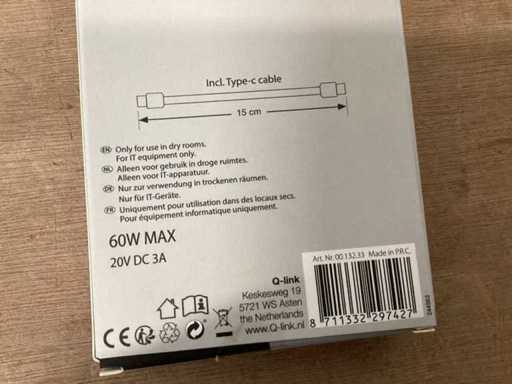 Incl. Type-c cable
15 cm
EN Only for use in dry rooms.
For IT equipment only.
NL Alleen voor gebruik in droge ruimtes.
Alleen voor IT-apparatuur.
DE Nur zur verwendung in trockenen räumen.
Nur für IT-Geräte.
FR Uniquement pour utilisation dans des locaux secs.
Pour équipement informatique uniquement.
60W MAX
20V DC 3A
Art. Nr. 00.132.33 Made in P.R.C.
Q-link
Keskesweg 19
5721 WS Asten
the Netherlands
www.Q-link.nl
CE
8 711332 297427